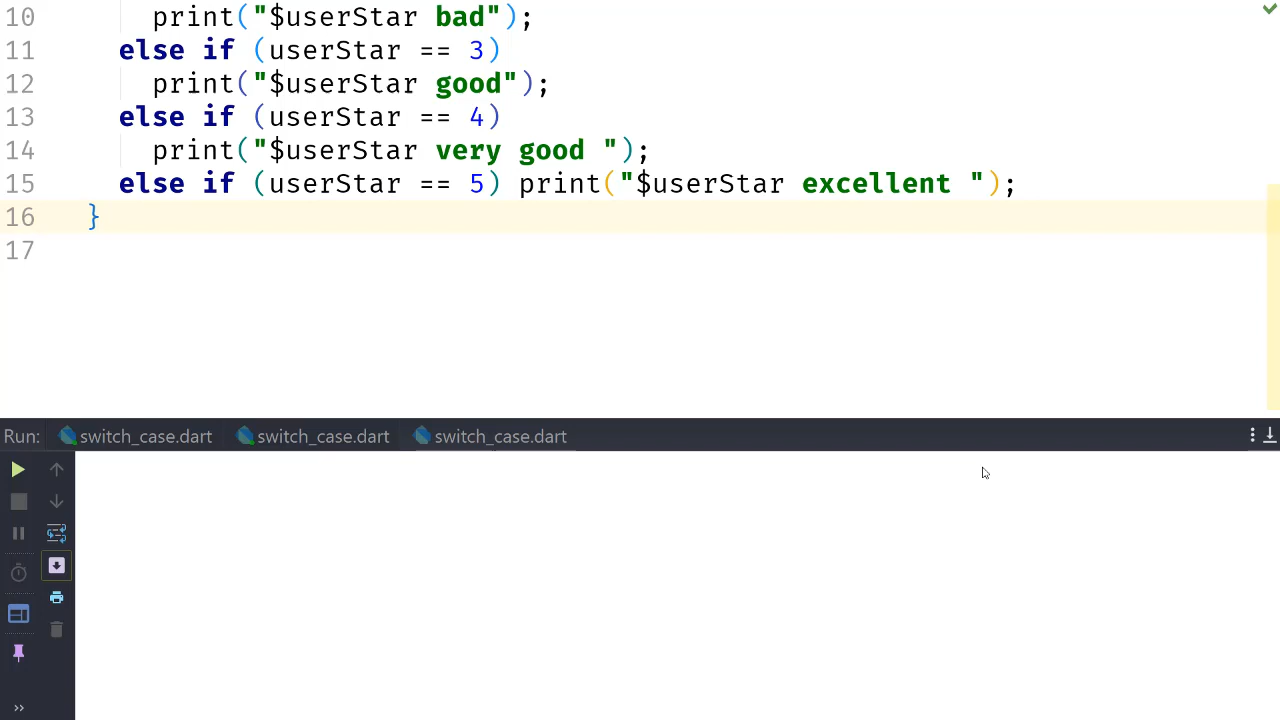 10 print("$userStar bad");
11 else if (userStar == 3)
12 print("$userStar good");
13 else if (userStar == 4)
14 print("$userStar very good ");
15 else if (userStar == 5) print("$userStar excellent ");
16 }
17
Run: switch_case.dart switch_case.dart switch_case.dart